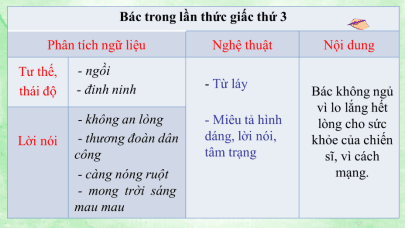 Bác trong lần thức giấc thứ 3
Phân tích ngữ liệu
Nghệ thuật
Nội dung
Tư thế,
thái độ
- ngồi
- đinh ninh
Lời nói
- không an lòng
- thương đoàn dân
công
- càng nóng ruột
- mong trời sáng
mau mau
- Từ láy
- Miêu tả hình
dáng, lời nói,
tâm trạng
Bác không ngủ
vì lo lắng hết
lòng cho sức
khỏe của chiến
sĩ, vì cách
mạng.